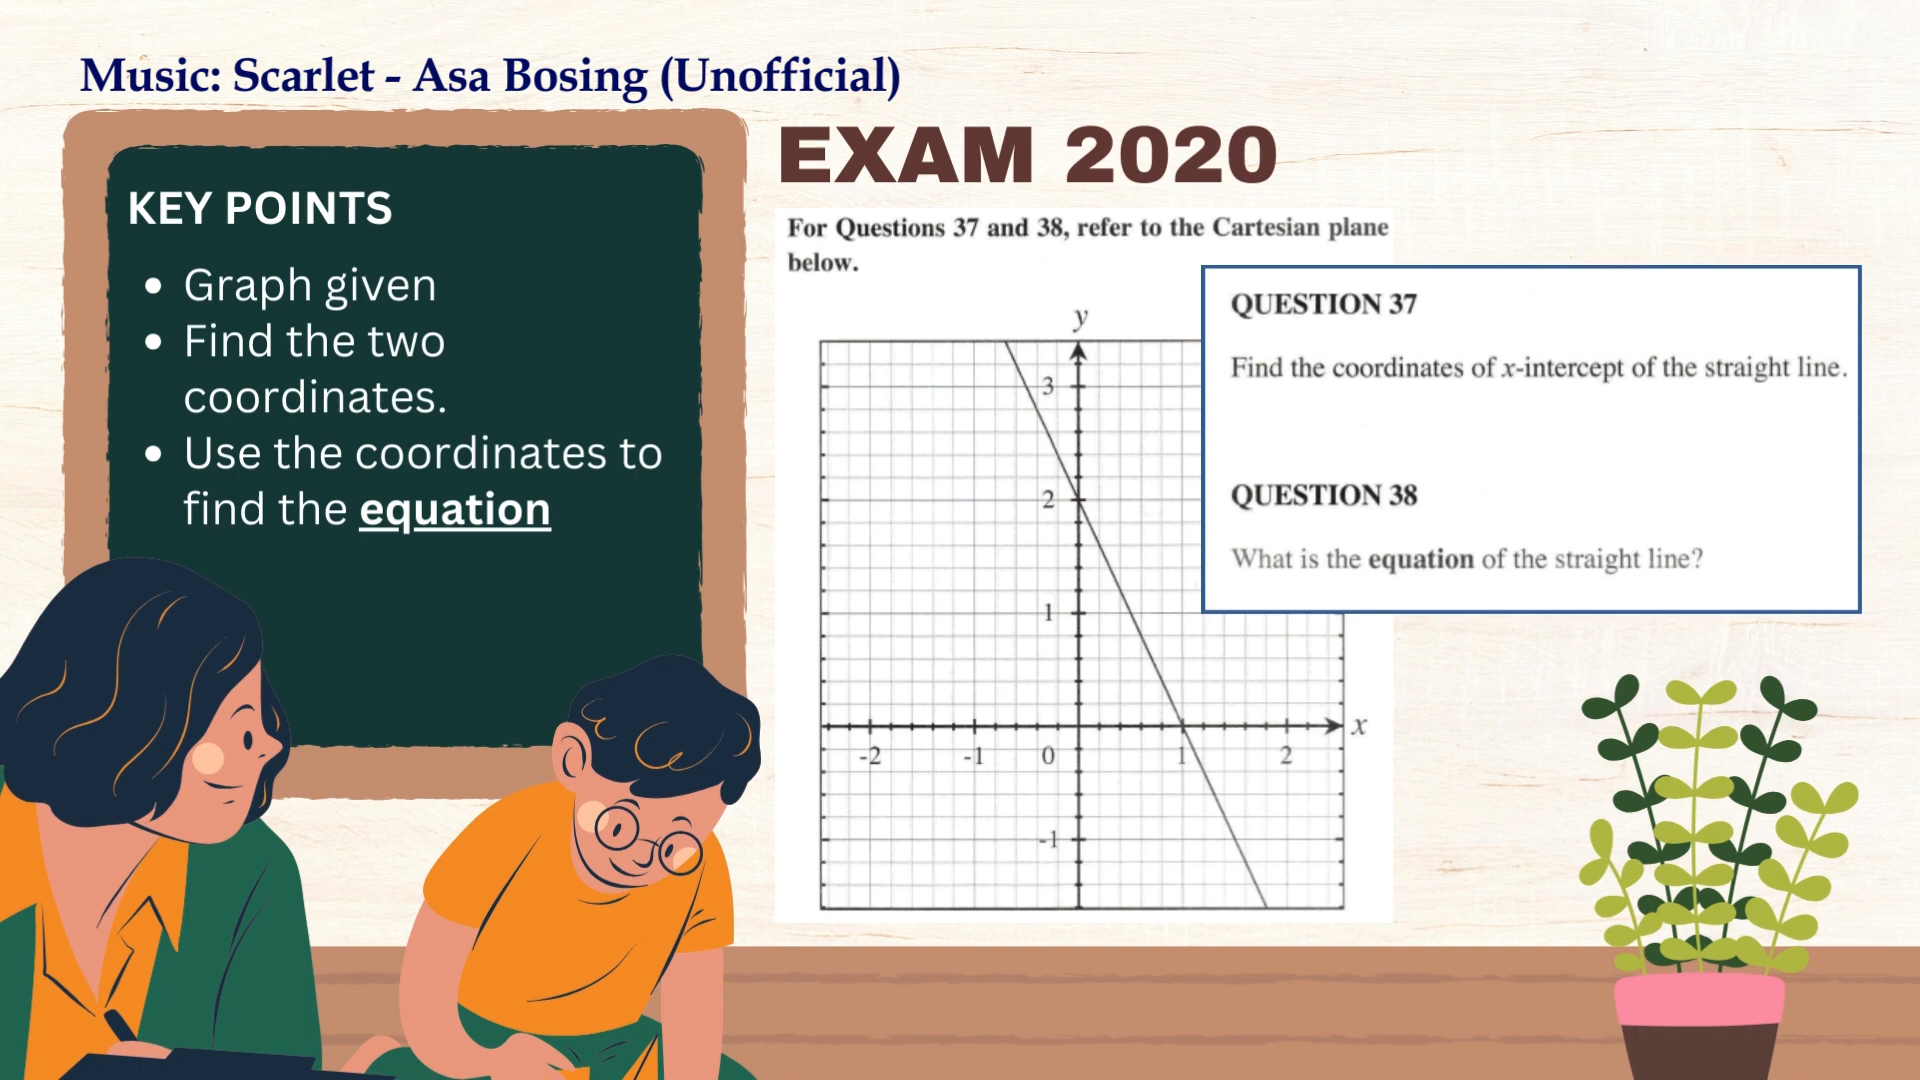 Music: Scarlet - Asa Bosing (Unofficial)
EXAM 2020
KEY POINTS
• Graph given
• Find the two
coordinates.
• Use the coordinates to
find the equation
For Questions 37 and 38, refer to the Cartesian plane
below.
y
3
2
1
-2 -1 0 1 2 x
-1
QUESTION 37
Find the coordinates of x-intercept of the straight line.
QUESTION 38
What is the equation of the straight line?